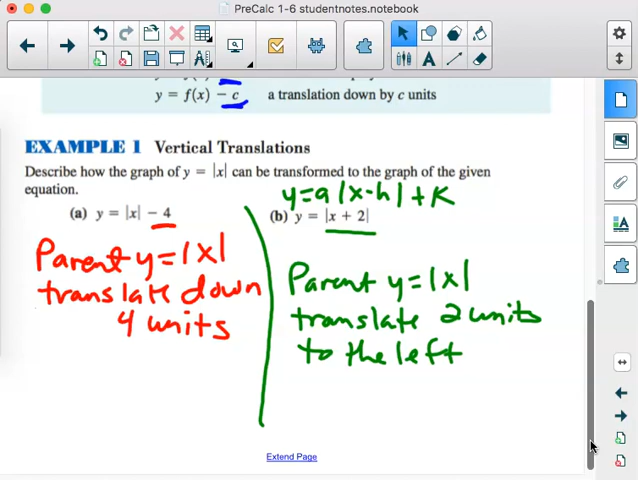 PreCalc 1-6 studentnotes.notebook
y = f(x) − c a translation down by c units
EXAMPLE 1 Vertical Translations
Describe how the graph of y = |x| can be transformed to the graph of the given
equation.
y=a|x-h|+k
(a) y = |x| − 4
(b) y = |x + 2|
Parent y=|x|
translate down
4 units
Parent y=|x|
translate 2 units
to the left
Extend Page